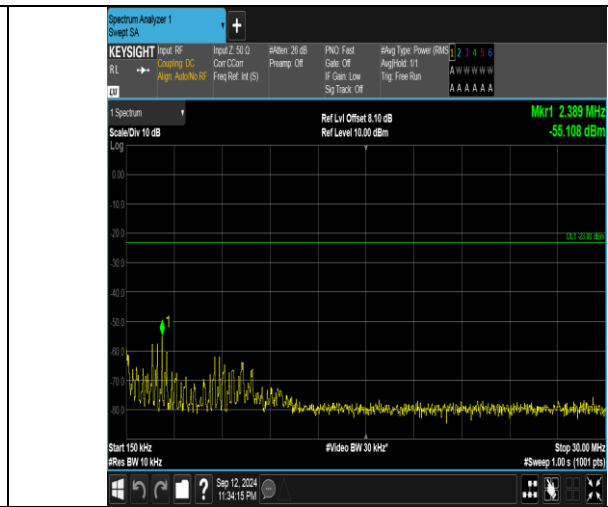 Spectrum Analyzer 1
Swept SA
+
KEYSIGHT Input: RF Input Z: 50 Ω #Atten: 26 dB PNO: Fast #Avg Type: Power (RMS 1 2 3 4 5 6
RL Coupling: DC Corr CCorr Preamp: Off Gate: Off Avg|Hold: 1/1 A W W W W W
Align: Auto/No RF Freq Ref: Int (S) IF Gain: Low Trig: Free Run
Sig Track: Off A A A A A A
LXI
1 Spectrum Ref Lvl Offset 8.10 dB Mkr1 2.389 MHz
Scale/Div 10 dB Ref Level 10.00 dBm -55.108 dBm
Log
0.00
-10.0
-20.0
DL1 -23.00 dBm
-30.0
-40.0
-50.0
1
-60.0
-70.0
-80.0
Start 150 kHz #Video BW 30 kHz* Stop 30.00 MHz
#Res BW 10 kHz #Sweep 1.00 s (1001 pts)
? Sep 12, 2024
11:34:15 PM